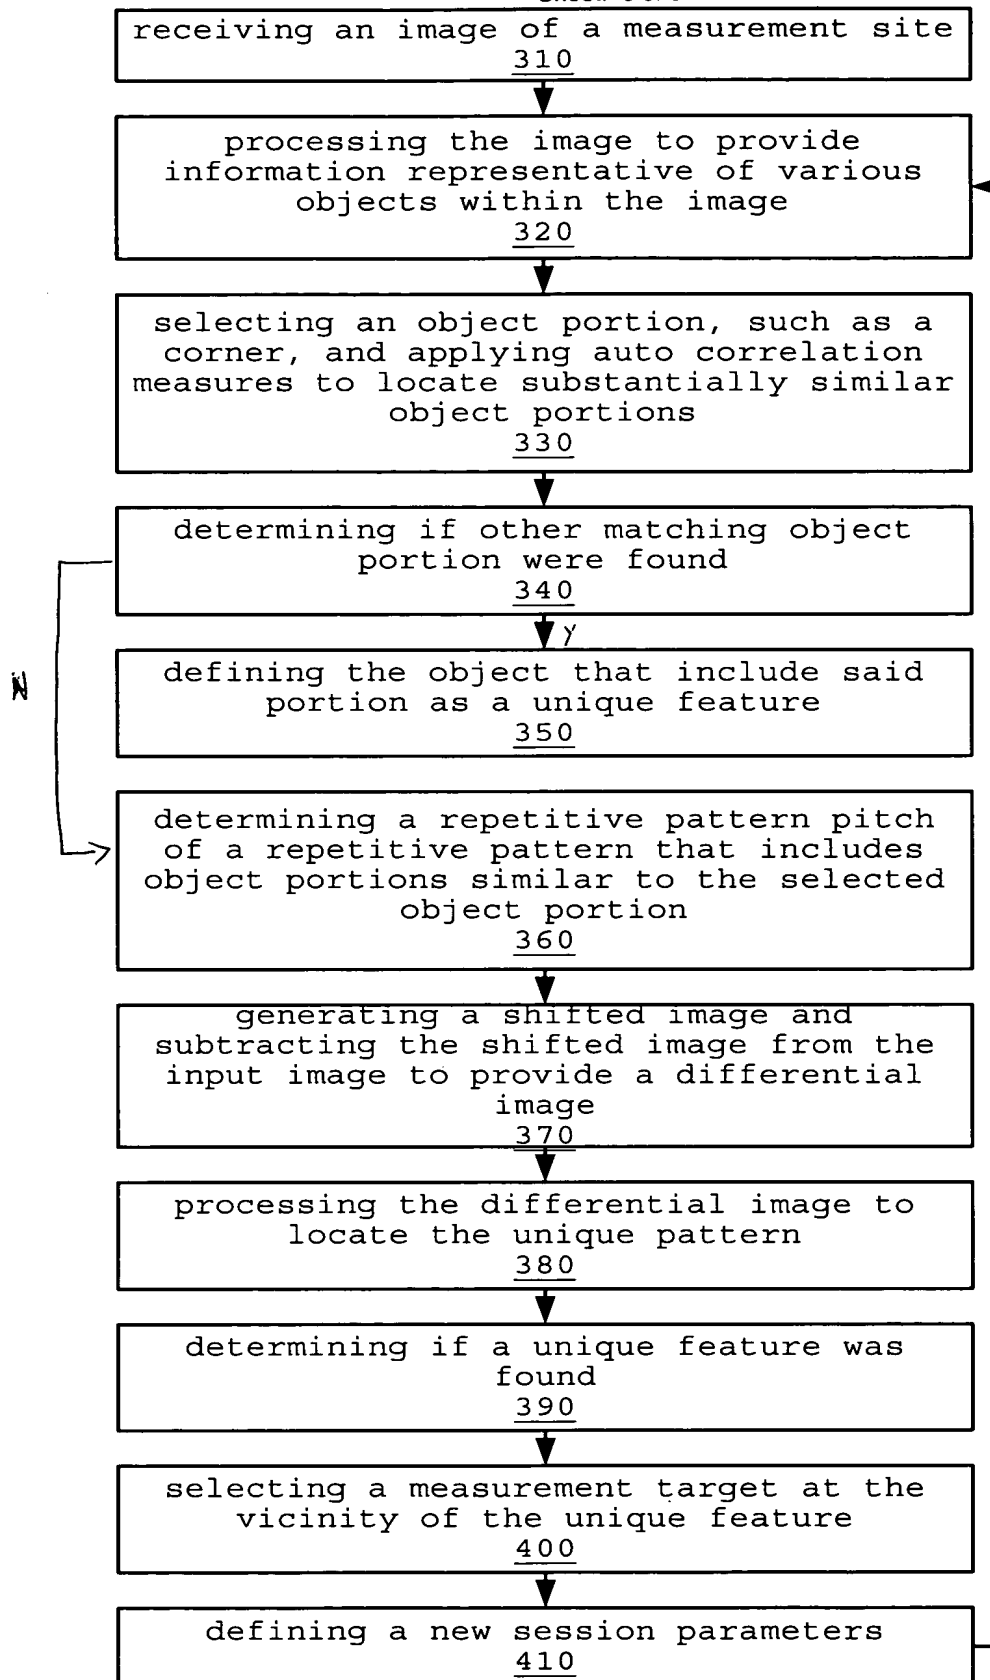 receiving an image of a measurement site
310
processing the image to provide
information representative of various
objects within the image
320
selecting an object portion, such as a
corner, and applying auto correlation
measures to locate substantially similar
object portions
330
determining if other matching object
portion were found
340
Y
N
defining the object that include said
portion as a unique feature
350
determining a repetitive pattern pitch
of a repetitive pattern that includes
object portions similar to the selected
object portion
360
generating a shifted image and
subtracting the shifted image from the
input image to provide a differential
image
370
processing the differential image to
locate the unique pattern
380
determining if a unique feature was
found
390
selecting a measurement target at the
vicinity of the unique feature
400
defining a new session parameters
410